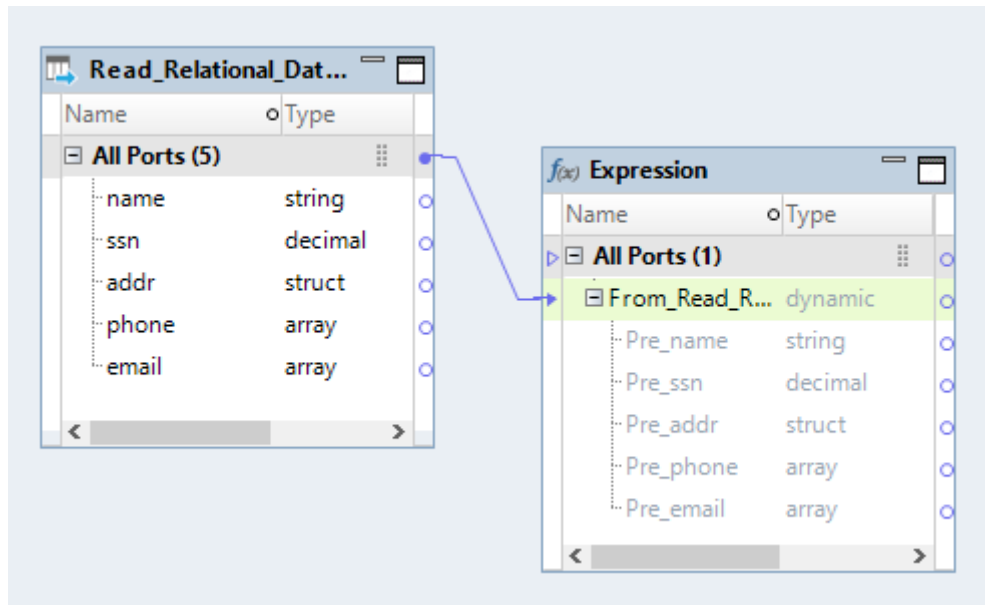 Read_Relational_Dat...
Name Type
All Ports (5)
name string
ssn decimal
addr struct
phone array
email array
f(x) Expression
Name Type
All Ports (1)
From_Read_R... dynamic
Pre_name string
Pre_ssn decimal
Pre_addr struct
Pre_phone array
Pre_email array